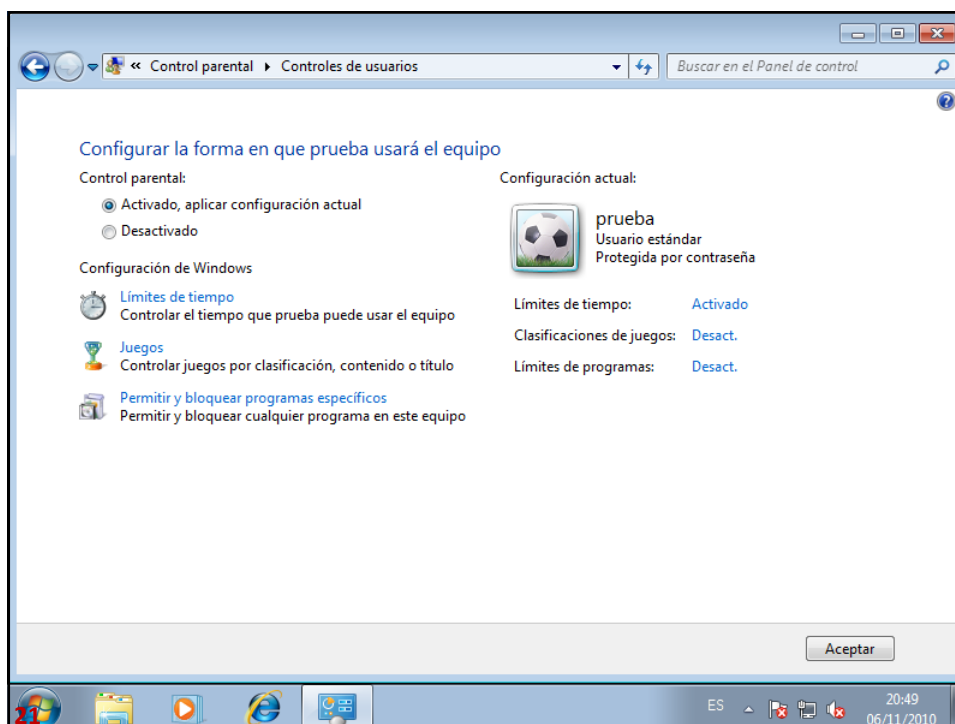 « Control parental ▸ Controles de usuarios
Buscar en el Panel de control
Configurar la forma en que prueba usará el equipo
Control parental:
Activado, aplicar configuración actual
Desactivado
Configuración de Windows
Límites de tiempo
Controlar el tiempo que prueba puede usar el equipo
Juegos
Controlar juegos por clasificación, contenido o título
Permitir y bloquear programas específicos
Permitir y bloquear cualquier programa en este equipo
Configuración actual:
prueba
Usuario estándar
Protegida por contraseña
Límites de tiempo: Activado
Clasificaciones de juegos: Desact.
Límites de programas: Desact.
Aceptar
21
ES
20:49
06/11/2010